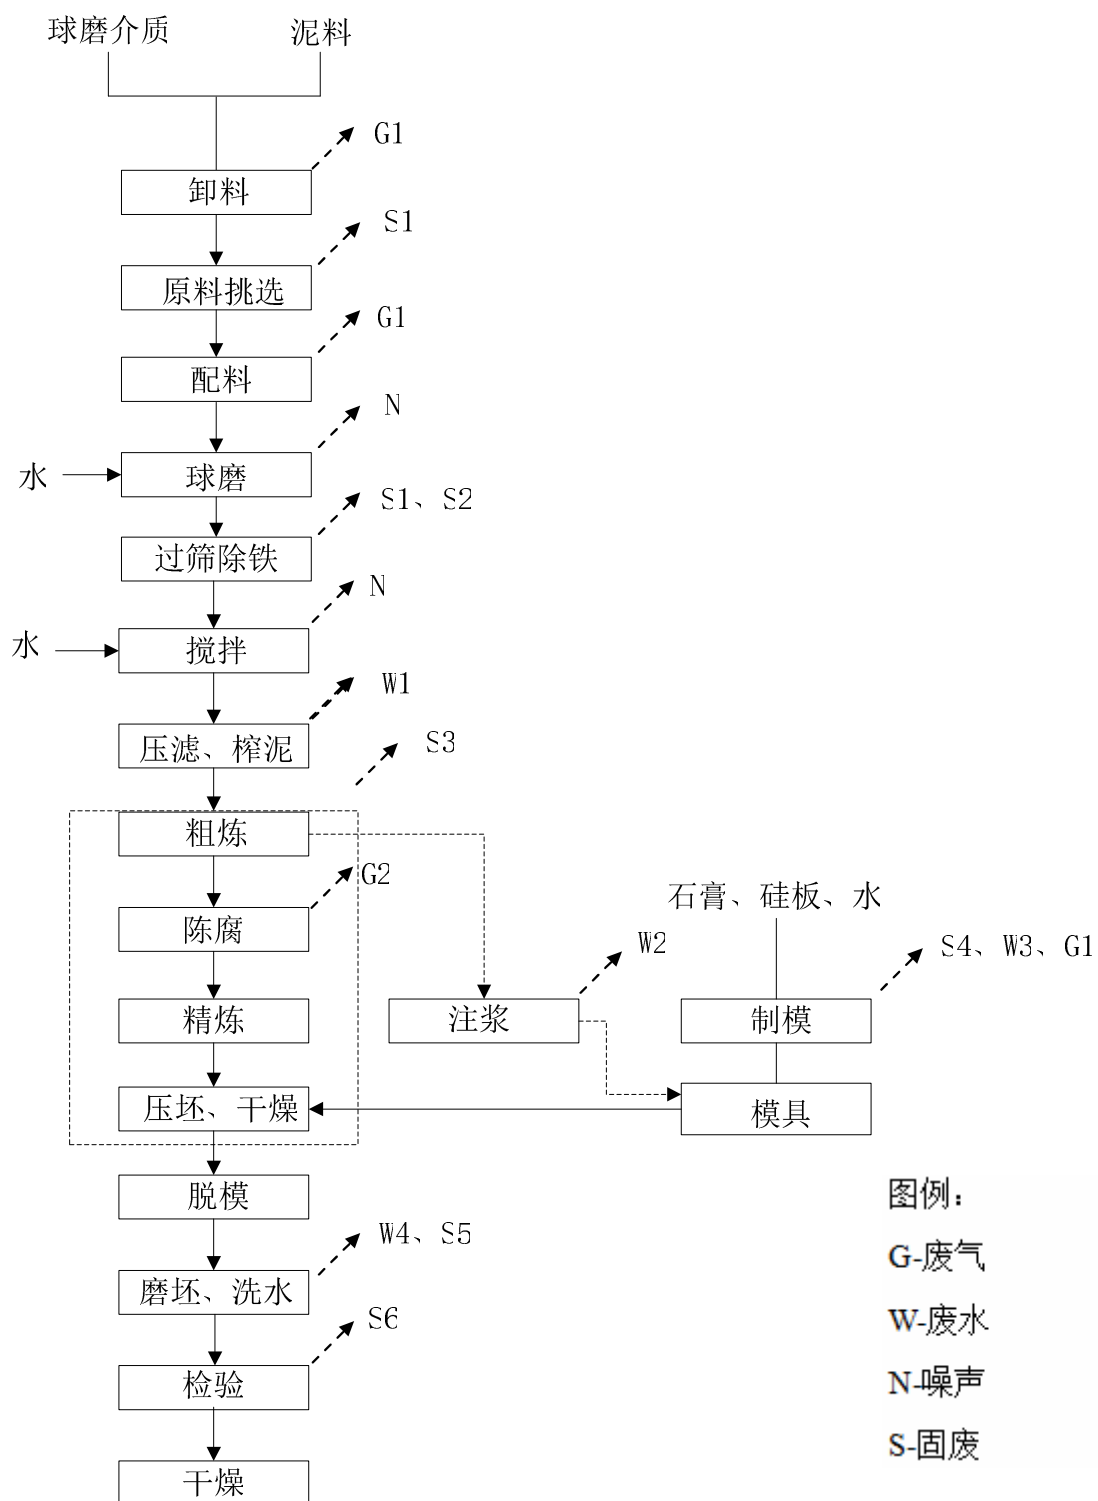 球磨介质
泥料
G1
卸料
S1
原料挑选
G1
配料
N
水
球磨
S1、S2
过筛除铁
N
水
搅拌
W1
压滤、榨泥
S3
粗炼
G2
陈腐
石膏、硅板、水
W2
S4、W3、G1
精炼
注浆
制模
压坯、干燥
模具
脱模
W4、S5
磨坯、洗水
S6
检验
干燥
图例：
G-废气
W-废水
N-噪声
S-固废